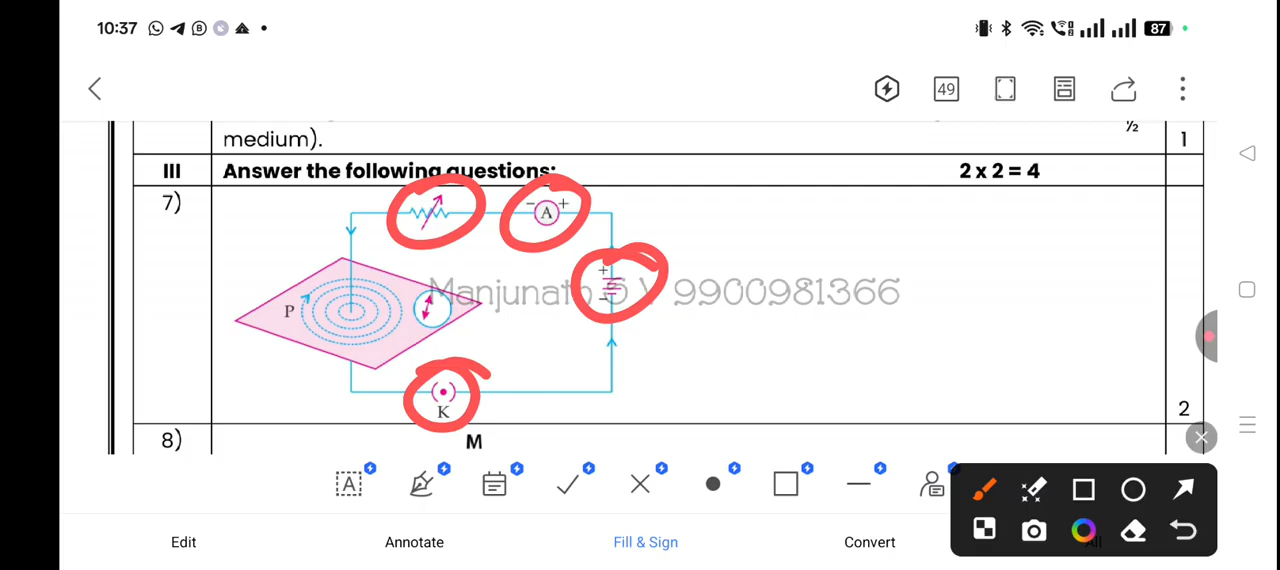 10:37
87
49
medium).
½
1
III Answer the following questions: 2 x 2 = 4
7)
− A +
+
Manjunath 9900981366
−
P
K
2
8) M
A
Edit Annotate Fill & Sign Convert All